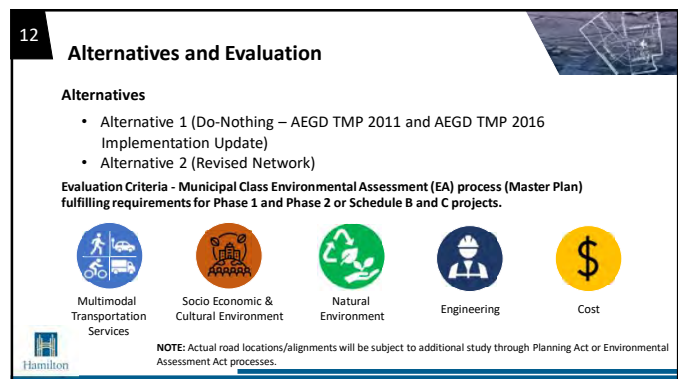 12
Alternatives and Evaluation
Alternatives
• Alternative 1 (Do-Nothing – AEGD TMP 2011 and AEGD TMP 2016
Implementation Update)
• Alternative 2 (Revised Network)
Evaluation Criteria - Municipal Class Environmental Assessment (EA) process (Master Plan)
fulfilling requirements for Phase 1 and Phase 2 or Schedule B and C projects.
$
Multimodal
Transportation
Services
Socio Economic &
Cultural Environment
Natural
Environment
Engineering
Cost
NOTE: Actual road locations/alignments will be subject to additional study through Planning Act or Environmental
Assessment Act processes.
Hamilton